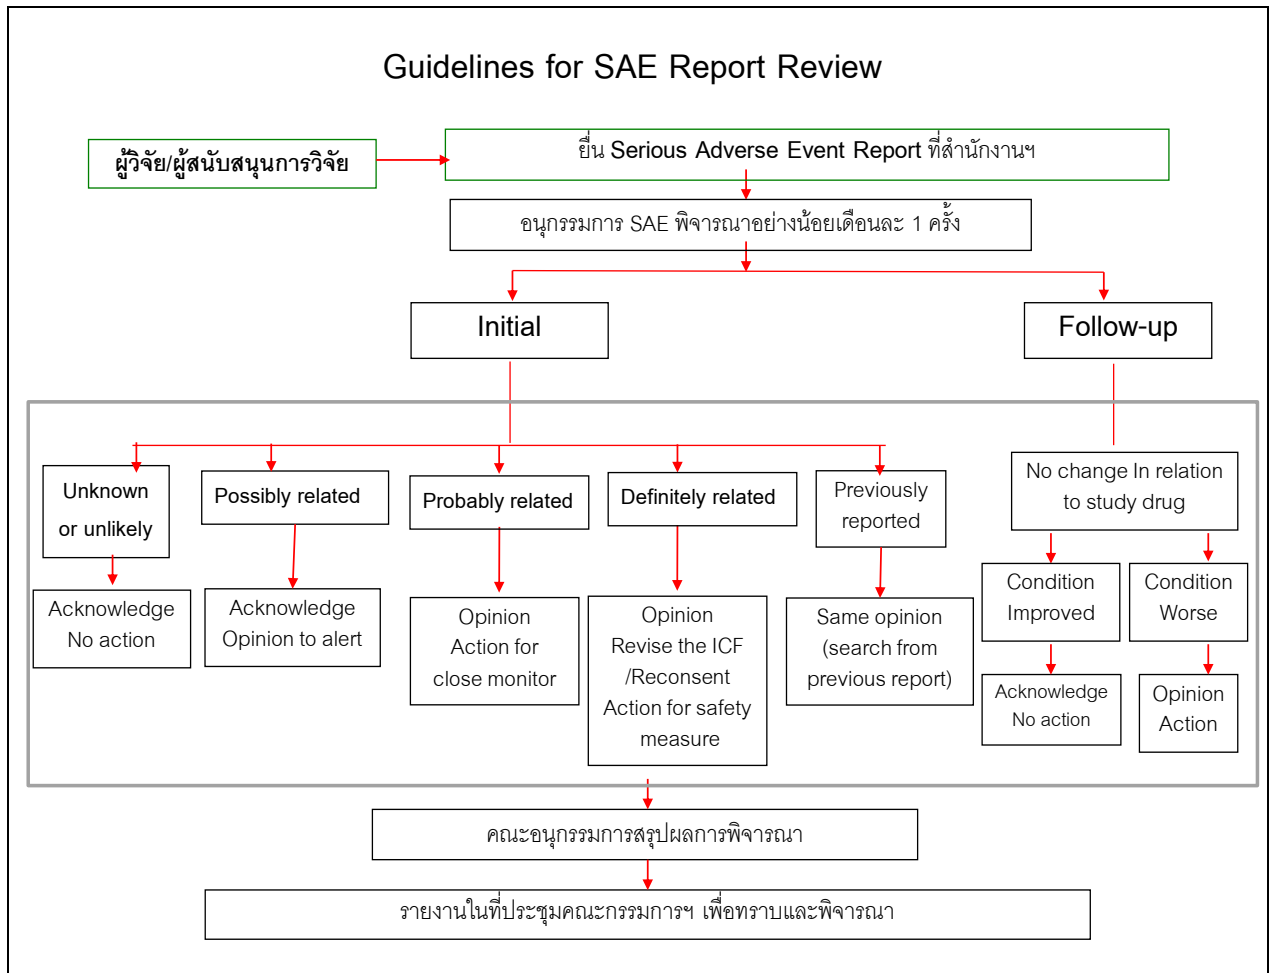 Guidelines for SAE Report Review
ผู้วิจัย/ผู้สนับสนุนการวิจัย
ยื่น Serious Adverse Event Report ที่สำนักงานฯ
อนุกรรมการ SAE พิจารณาอย่างน้อยเดือนละ 1 ครั้ง
Initial
Follow-up
Unknown
or unlikely
Possibly related
Probably related
Definitely related
Previously
reported
No change In relation
to study drug
Acknowledge
No action
Acknowledge
Opinion to alert
Opinion
Action for
close monitor
Opinion
Revise the ICF
/Reconsent
Action for safety
measure
Same opinion
(search from
previous report)
Condition
Improved
Condition
Worse
Acknowledge
No action
Opinion
Action
คณะอนุกรรมการสรุปผลการพิจารณา
รายงานในที่ประชุมคณะกรรมการฯ เพื่อทราบและพิจารณา